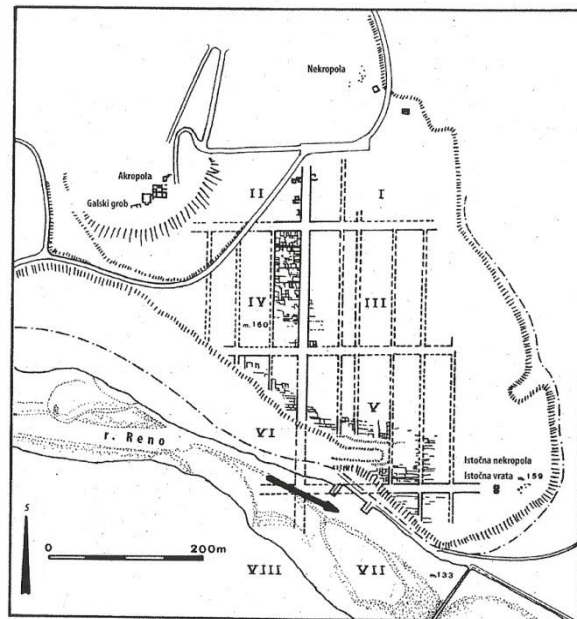 Nekropola
Akropola
Galski grob
II
I
IV
III
m.160
V
VI
r. Reno
Istočna nekropola
Istočna vrata
m.159
S
0
200m
VIII
VII
m.133